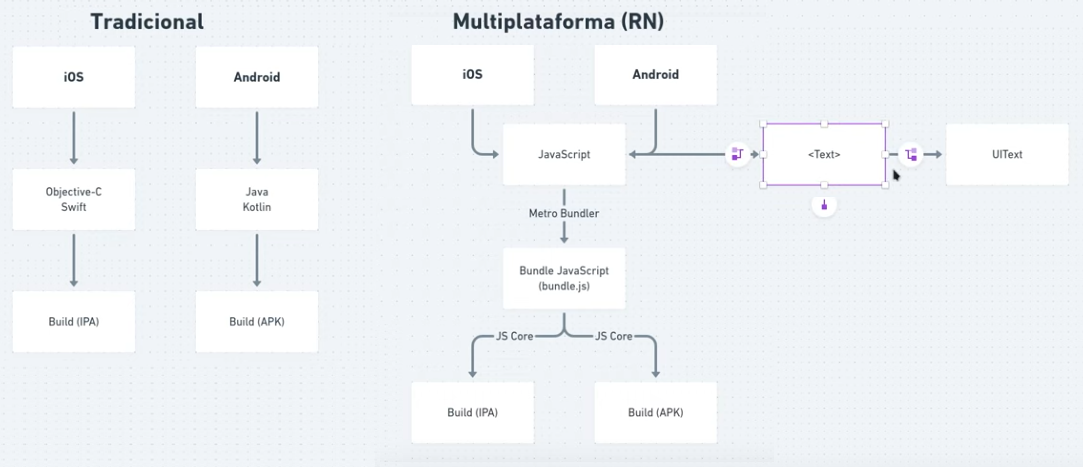 Tradicional
Multiplataforma (RN)
iOS
Android
iOS
Android
JavaScript
<Text>
UIText
Objective-C
Swift
Java
Kotlin
Metro Bundler
Bundle JavaScript
(bundle.js)
Build (IPA)
Build (APK)
JS Core
JS Core
Build (IPA)
Build (APK)